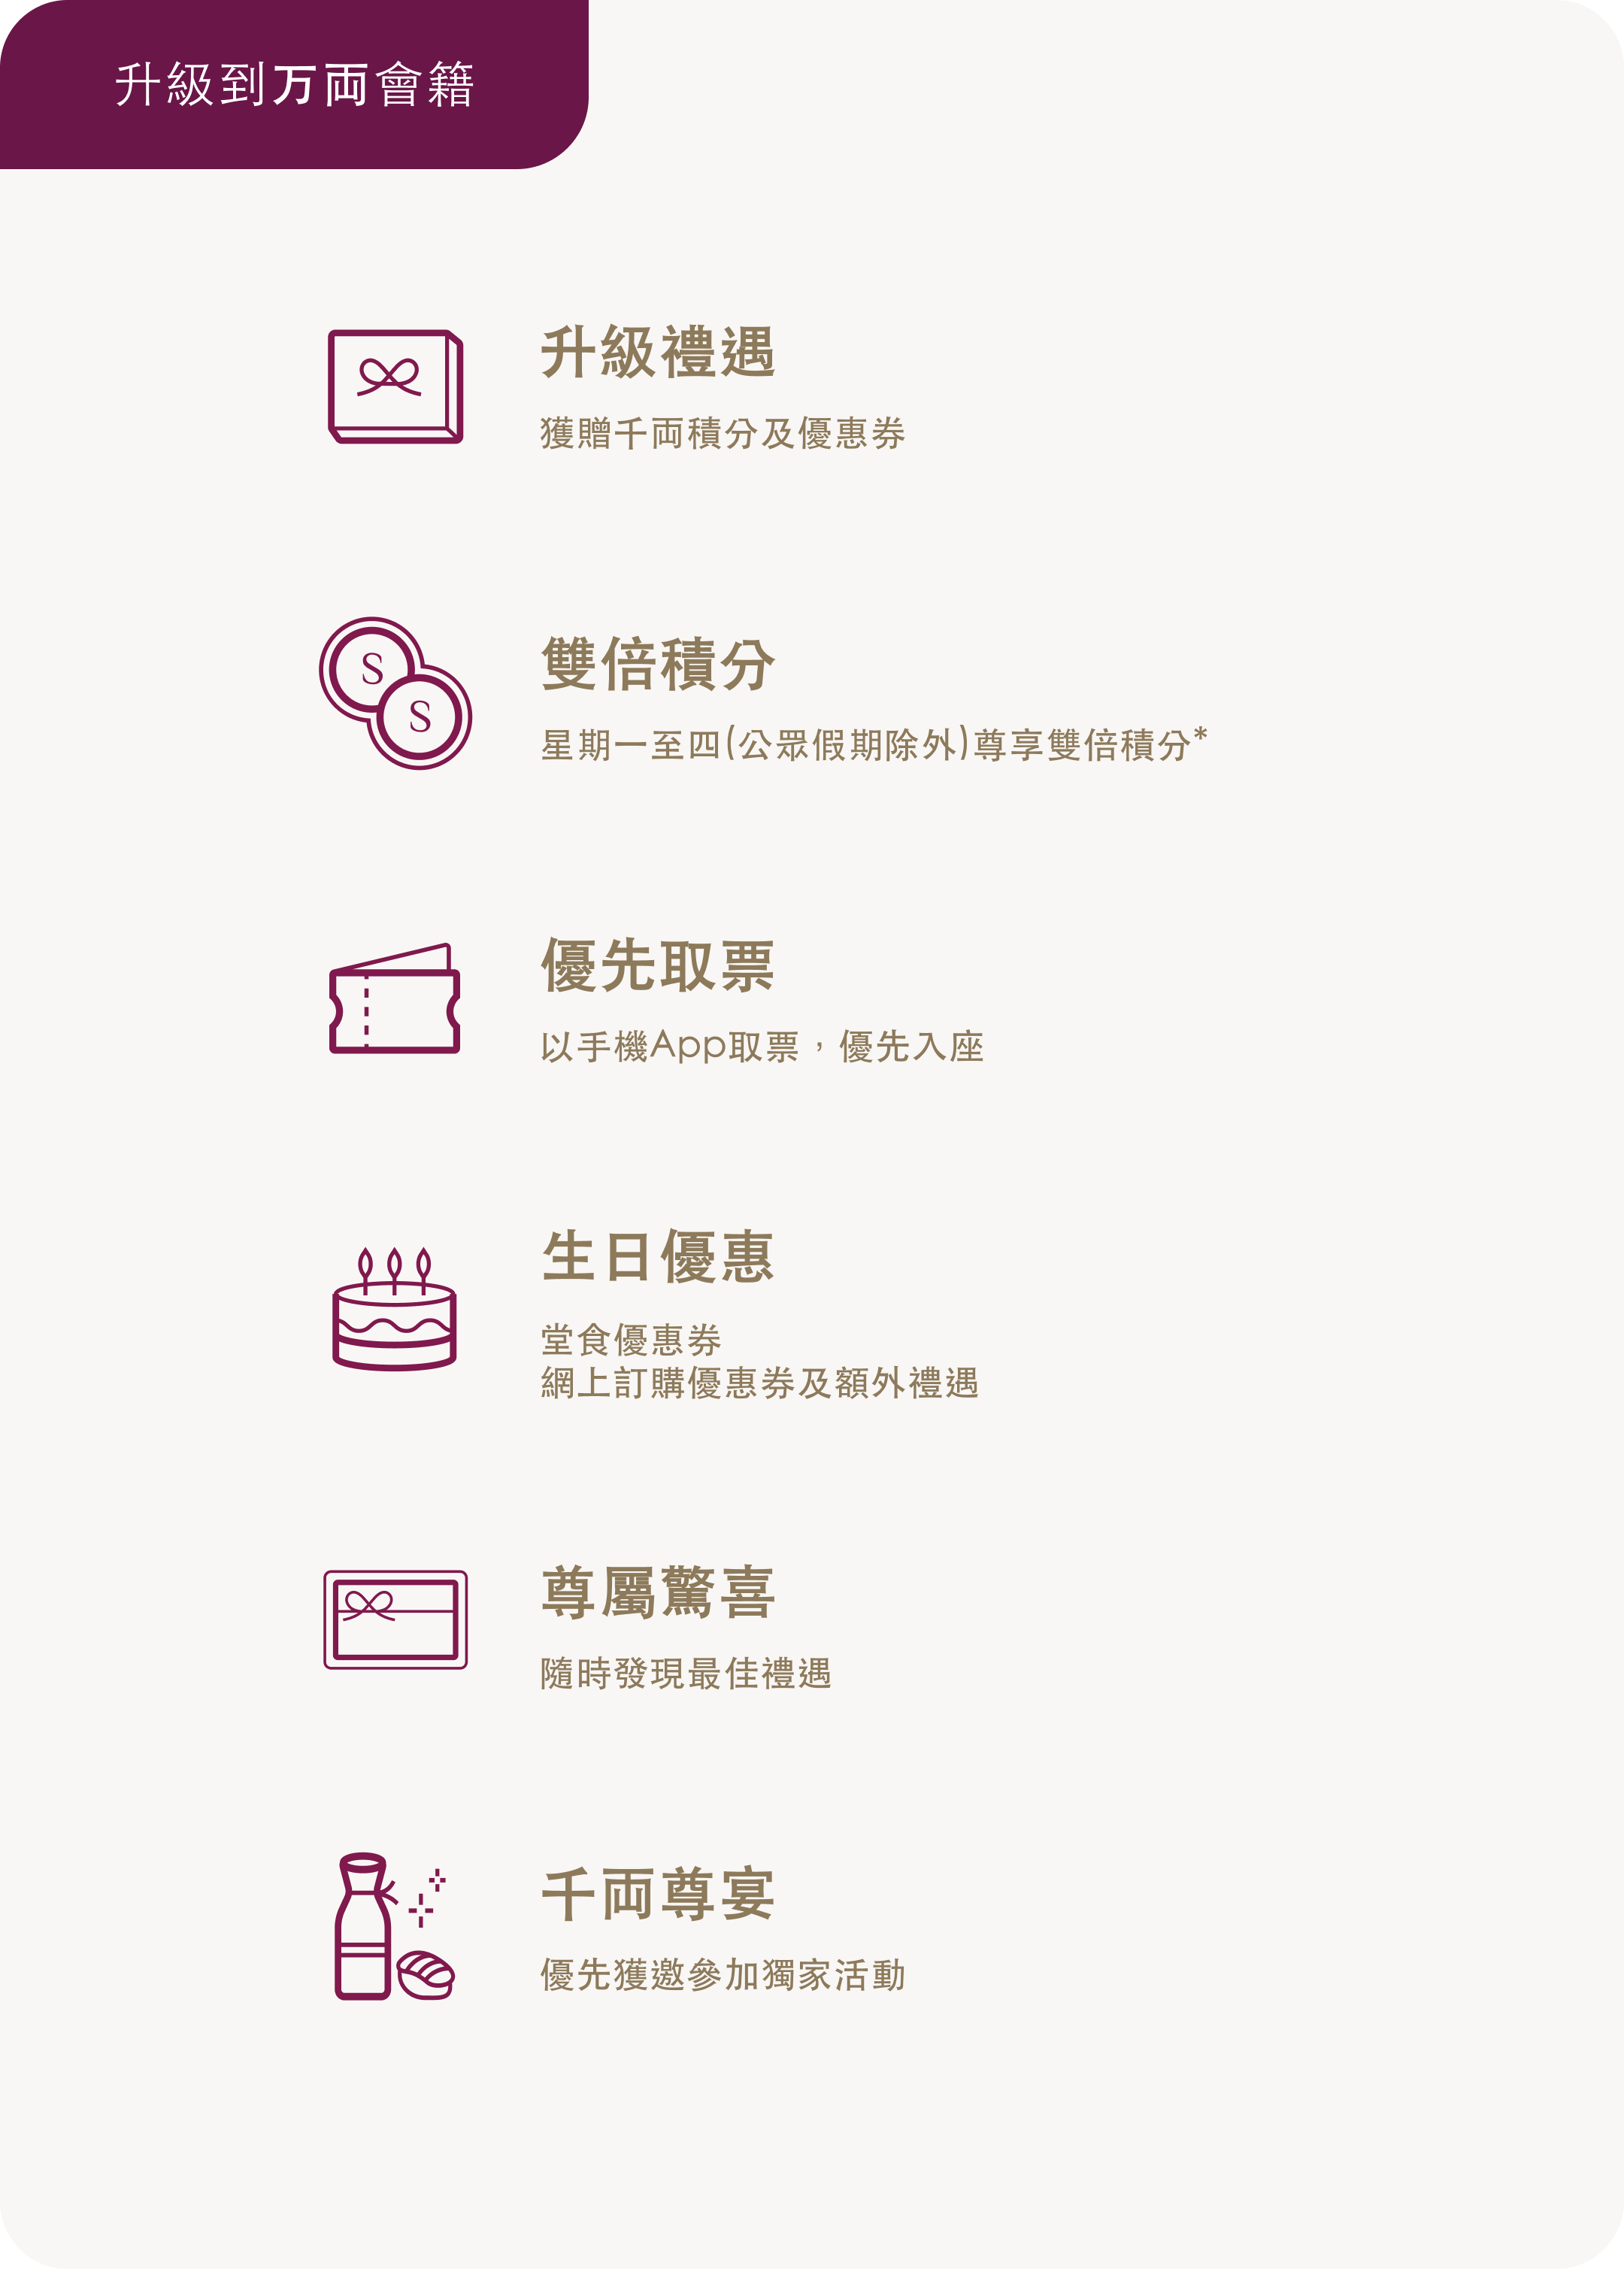 升級到万両會籍
升級禮遇
獲贈千両積分及優惠券
S
S
雙倍積分
星期一至四(公眾假期除外)尊享雙倍積分*
優先取票
以手機App取票，優先入座
生日優惠
堂食優惠券
網上訂購優惠券及額外禮遇
尊屬驚喜
隨時發現最佳禮遇
千両尊宴
優先獲邀參加獨家活動